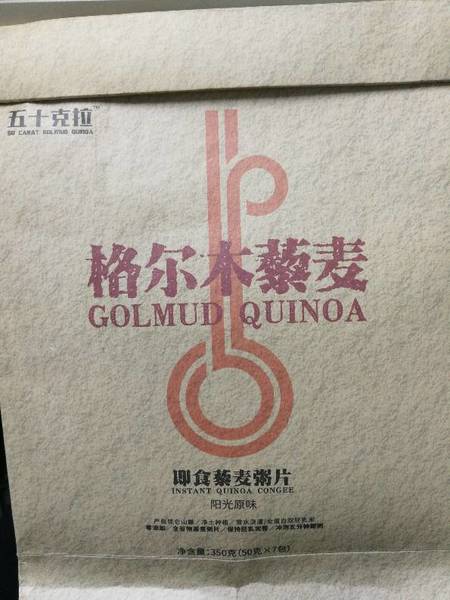 五十克拉™
50 CARAT GOLMUD QUINOA
格尔木藜麦
GOLMUD QUINOA
即食藜麦粥片
INSTANT QUINOA CONGEE
阳光原味
净含量:350克(50克×7包)